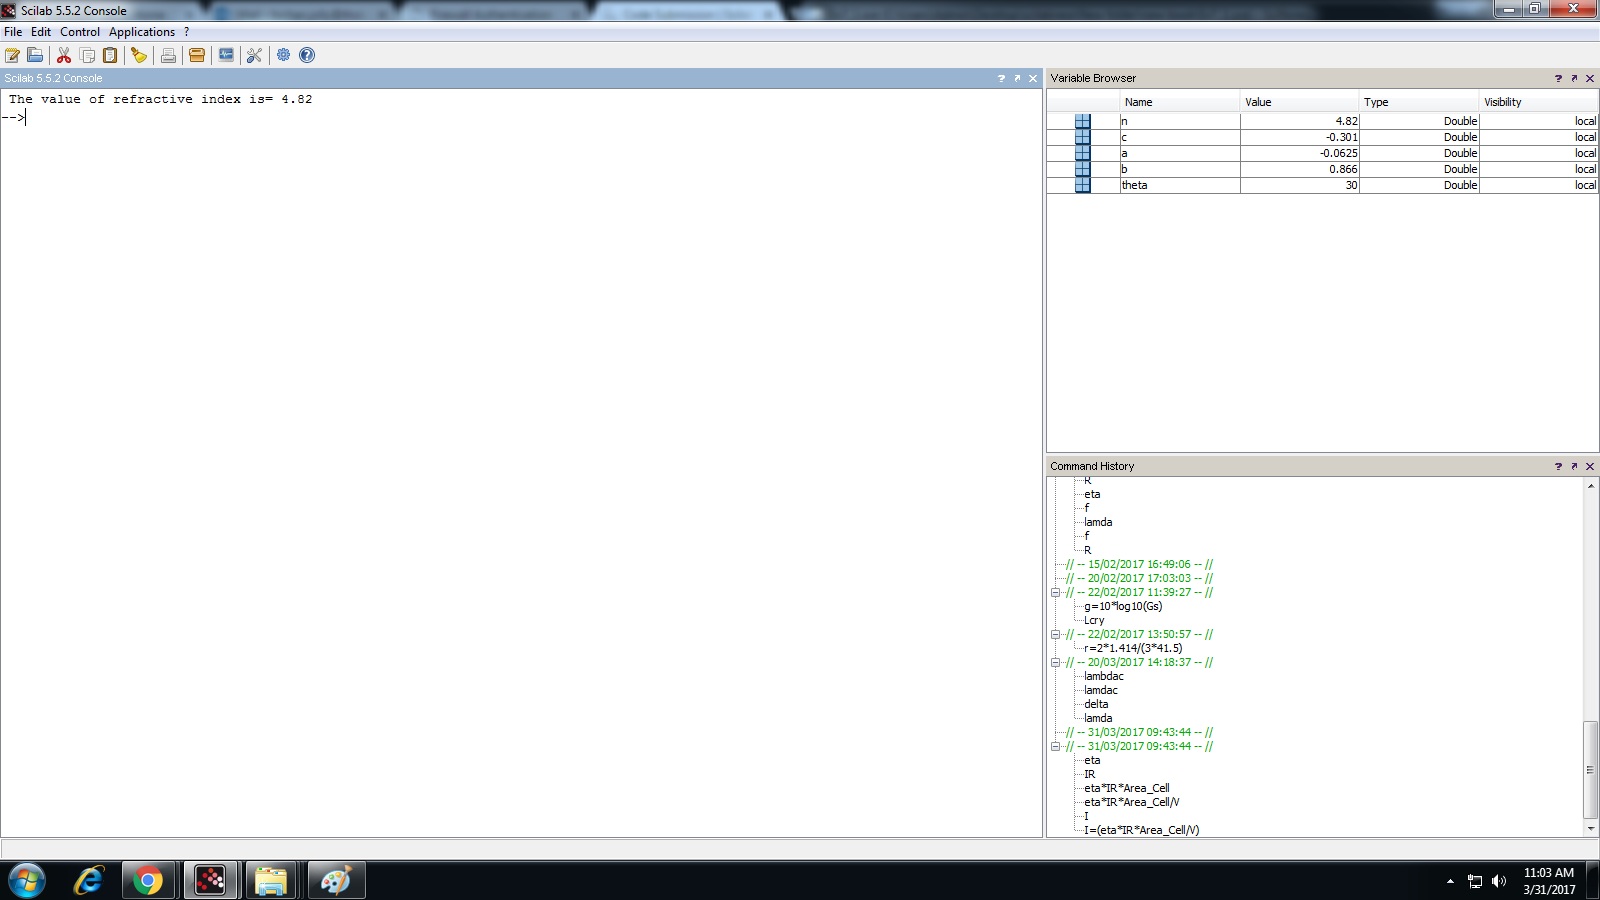 Scilab 5.5.2 Console
File Edit Control Applications ?
Scilab 5.5.2 Console
The value of refractive index is= 4.82
-->
Variable Browser
Name Value Type Visibility
n 4.82 Double local
c -0.301 Double local
a -0.0625 Double local
b 0.866 Double local
theta 30 Double local
Command History
R
eta
f
lamda
f
R
// -- 15/02/2017 16:49:06 -- //
// -- 20/02/2017 17:03:03 -- //
// -- 22/02/2017 11:39:27 -- //
g=10*log10(Gs)
Lcry
// -- 22/02/2017 13:50:57 -- //
r=2*1.414/(3*41.5)
// -- 20/03/2017 14:18:37 -- //
lambdac
lamdac
delta
lamda
// -- 31/03/2017 09:43:44 -- //
// -- 31/03/2017 09:43:44 -- //
eta
IR
eta*IR*Area_Cell
eta*IR*Area_Cell/V
I
I=(eta*IR*Area_Cell/V)
11:03 AM
3/31/2017